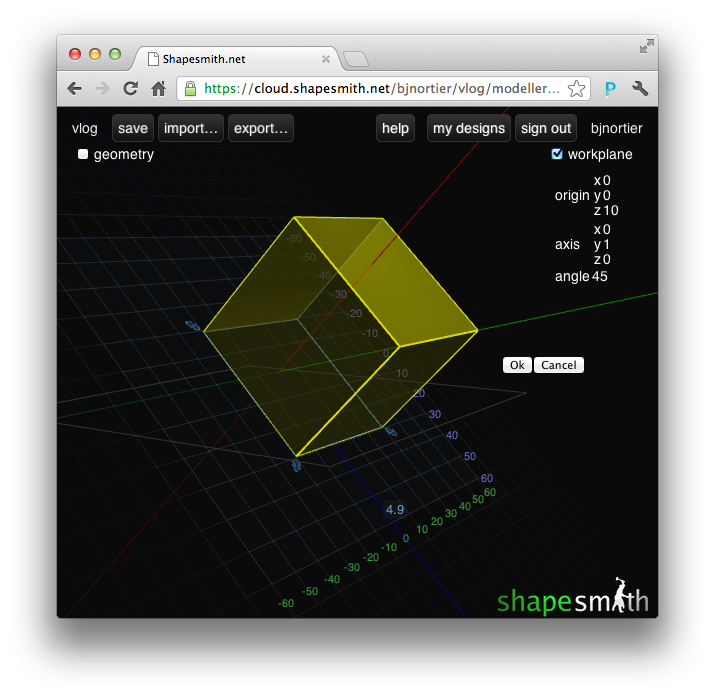 Shapesmith.net
https://cloud.shapesmith.net/bjnortier/vlog/modeller...
vlog save import... export... help my designs sign out bjnortier
geometry workplane
x 0
origin y 0
z 10
x 0
axis y 1
z 0
angle 45
-60
-50
-40
-30
-20
-10
0
10
20
30
40
50
60
Ok Cancel
4.9
-60 -50 -40 -30 -20 -10 0 10 20 30 40 50 60
shapesmith